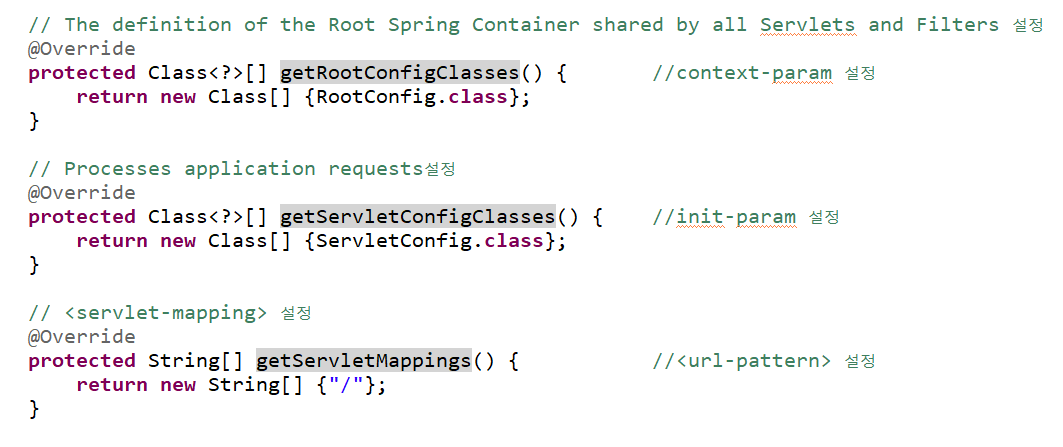 // The definition of the Root Spring Container shared by all Servlets and Filters 설정
@Override
protected Class<?>[] getRootConfigClasses() {       //context-param 설정
    return new Class[] {RootConfig.class};
}

// Processes application requests설정
@Override
protected Class<?>[] getServletConfigClasses() {    //init-param 설정
    return new Class[] {ServletConfig.class};
}

// <servlet-mapping> 설정
@Override
protected String[] getServletMappings() {           //<url-pattern> 설정
    return new String[] {"/"};
}